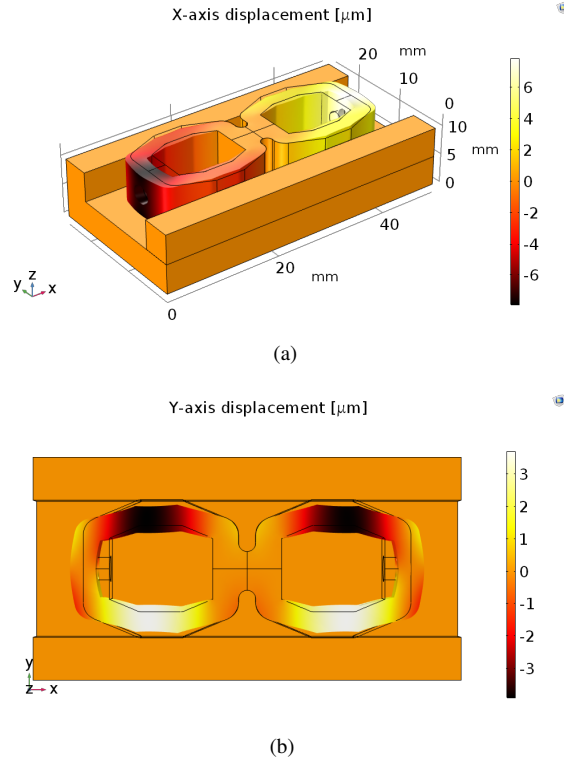 X-axis displacement [μm]
20 mm
10
0
10
5 mm
0
40
20 mm
0
6
4
2
0
-2
-4
-6
z
y x
(a)
Y-axis displacement [μm]
3
2
1
0
-1
-2
-3
y
z x
(b)